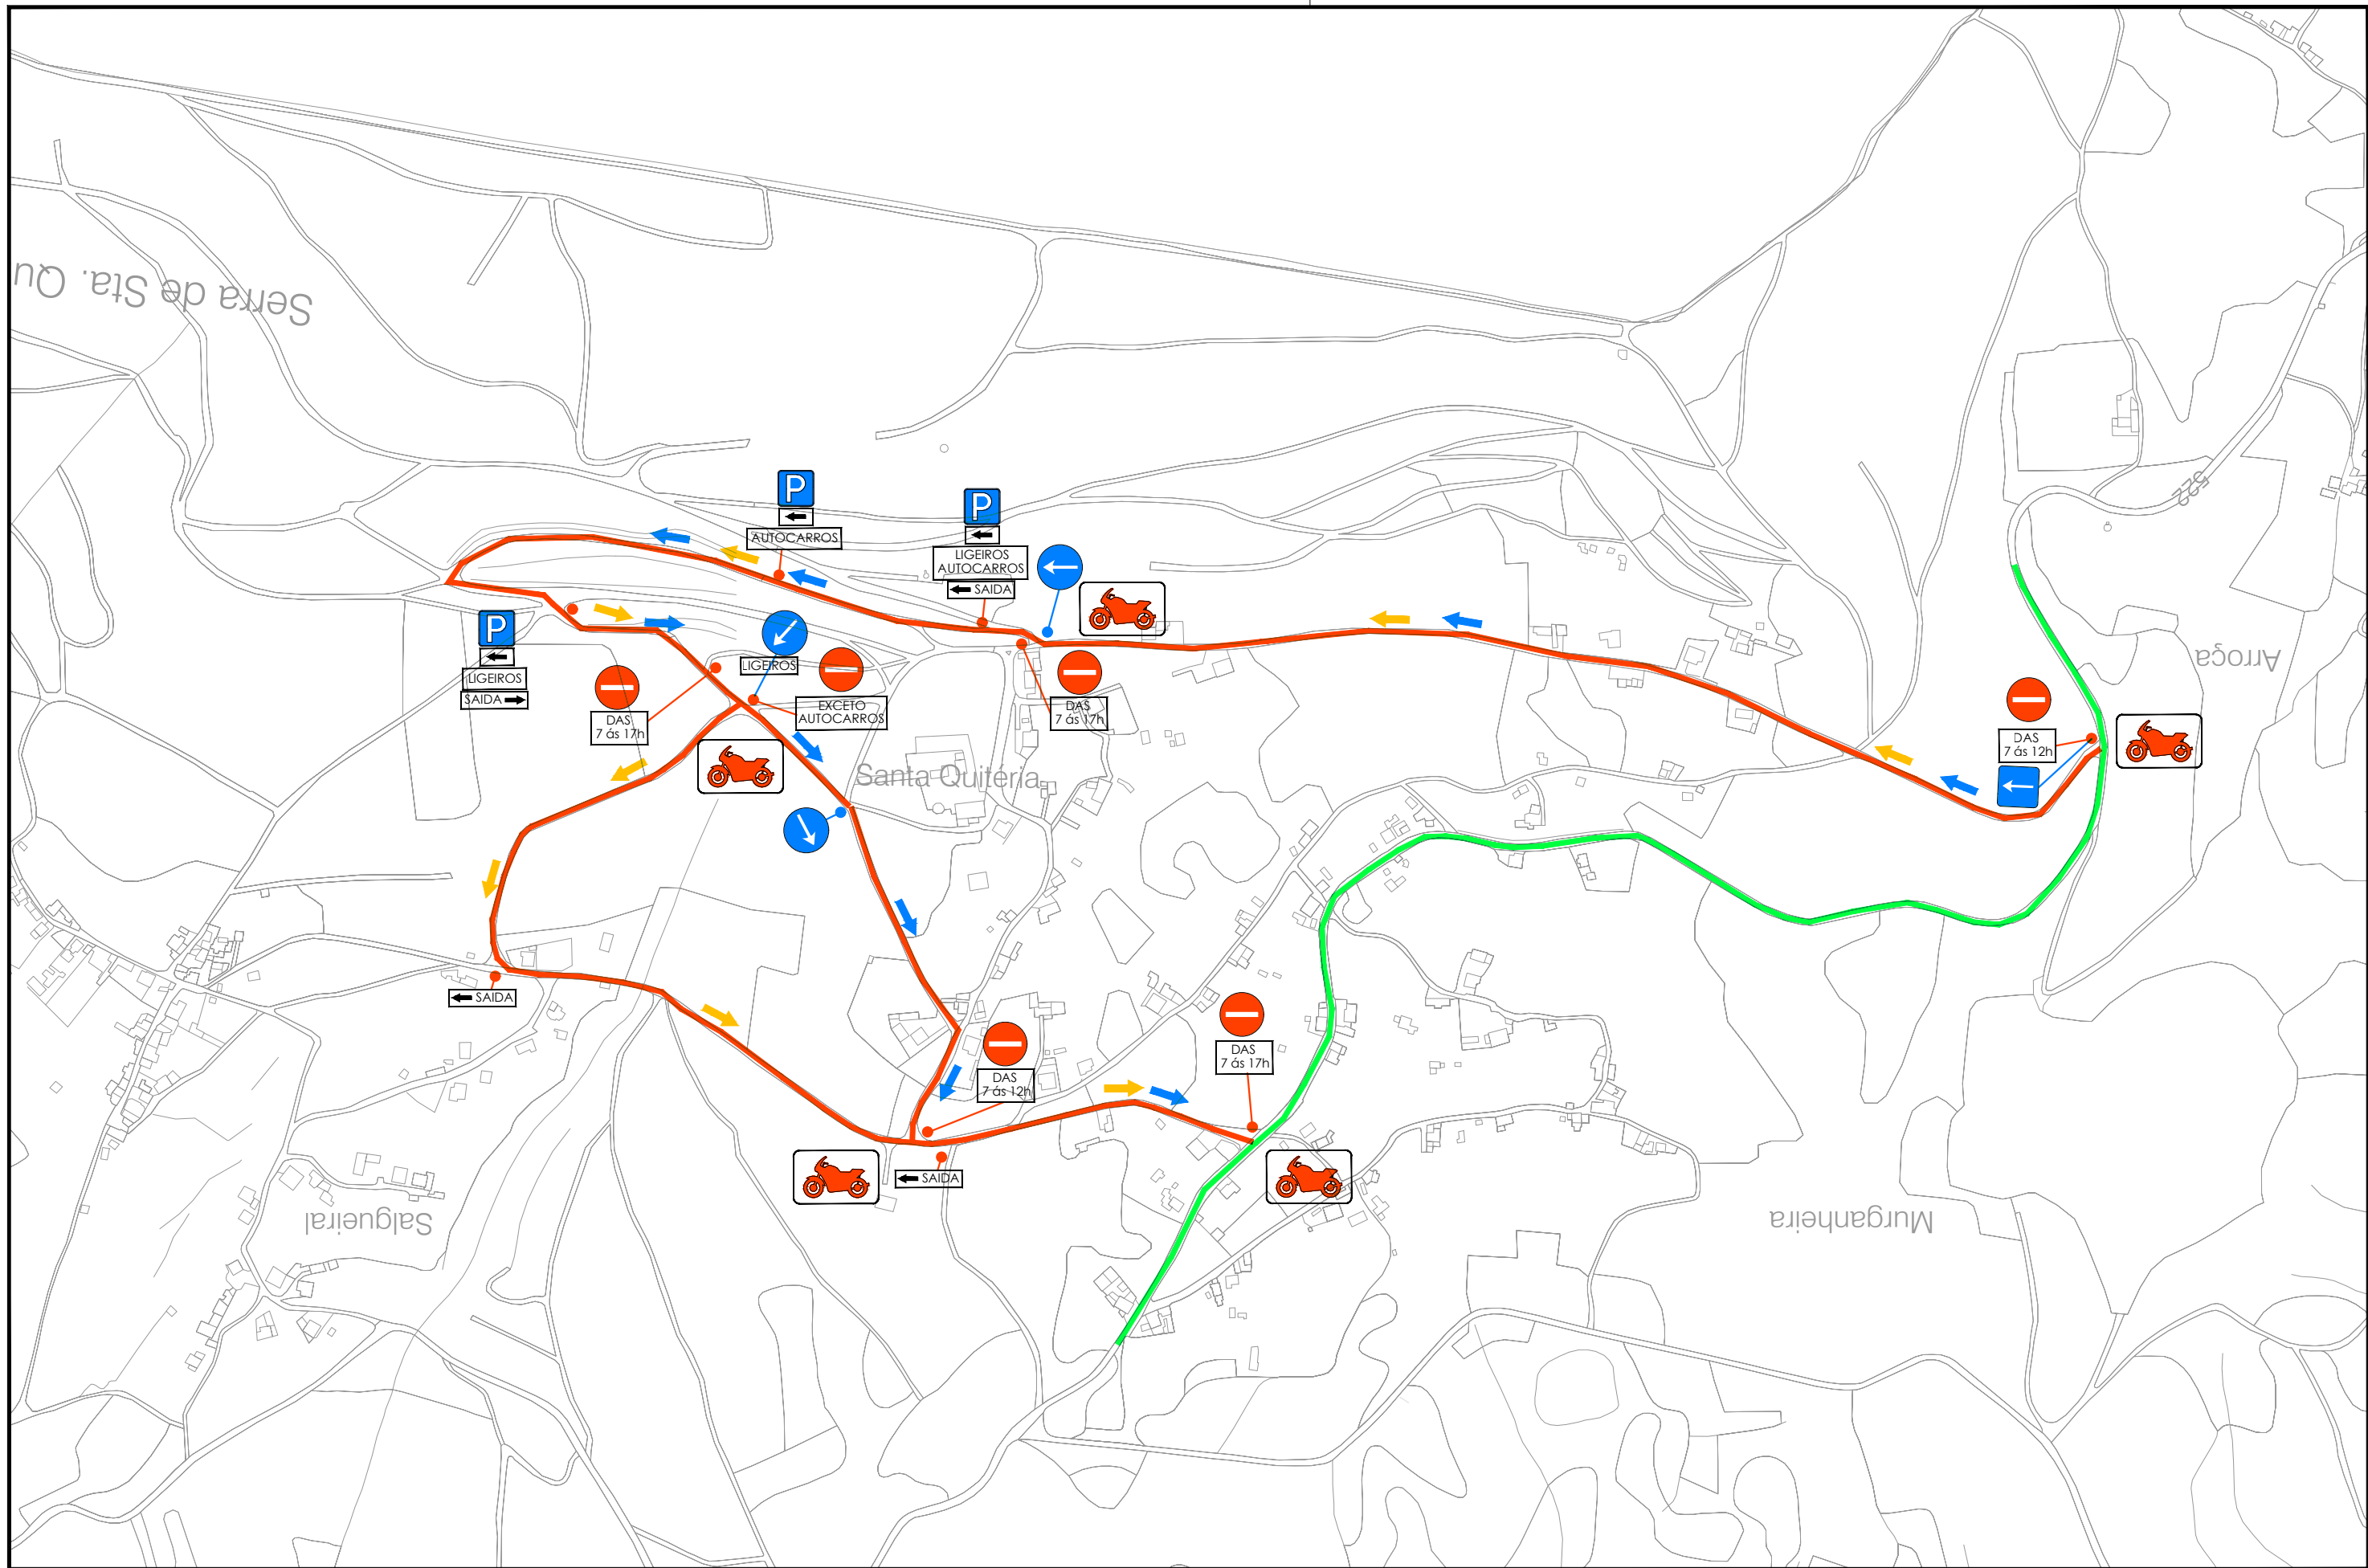 Serra de Sta. Qu
P
AUTOCARROS
P
LIGEIROS
AUTOCARROS
SAIDA
P
LIGEIROS
SAIDA
LIGEIROS
EXCETO
AUTOCARROS
DAS
7 ás 17h
DAS
7 ás 17h
Arroça
DAS
7 ás 12h
Santa Quitéria
SAIDA
DAS
7 ás 17h
DAS
7 ás 12h
SAIDA
Salgueiral
Murganheira